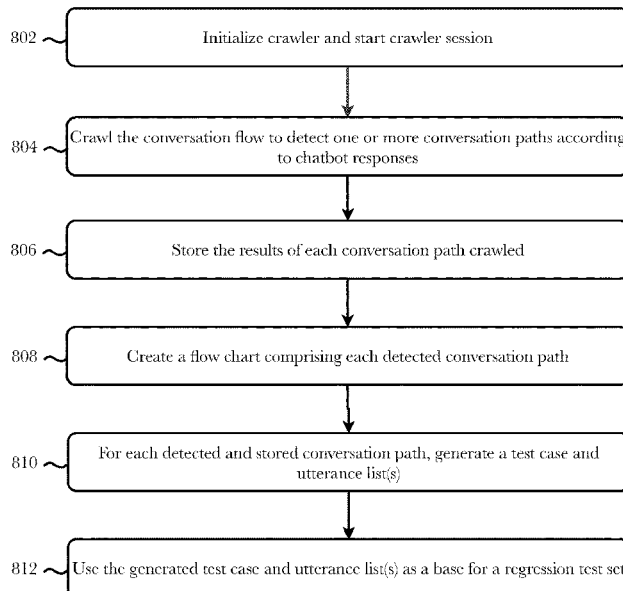 802
Initialize crawler and start crawler session
804
Crawl the conversation flow to detect one or more conversation paths according
to chatbot responses
806
Store the results of each conversation path crawled
808
Create a flow chart comprising each detected conversation path
810
For each detected and stored conversation path, generate a test case and
utterance list(s)
812
Use the generated test case and utterance list(s) as a base for a regression test set